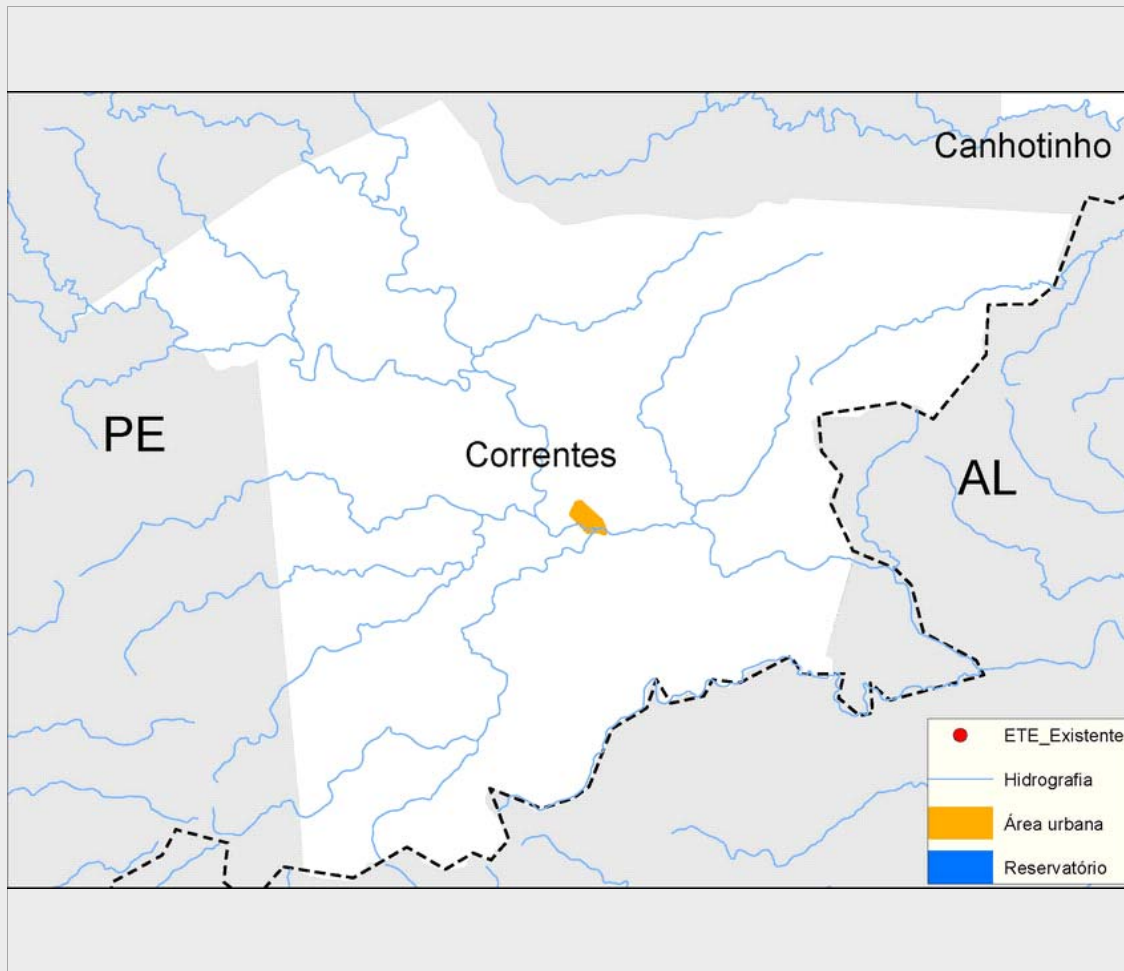 Canhotinho
PE
Correntes
AL
ETE_Existente
Hidrografia
Área urbana
Reservatório